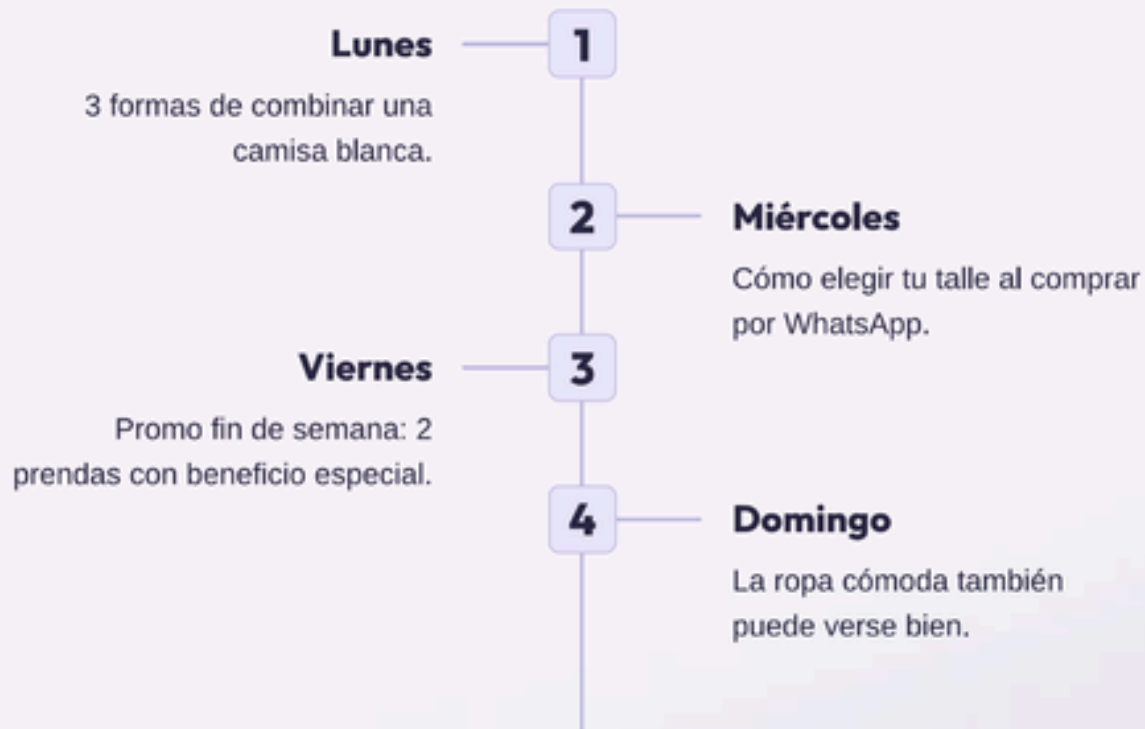 Lunes
1
3 formas de combinar una
camisa blanca.
2
Miércoles
Cómo elegir tu talle al comprar
por WhatsApp.
Viernes
3
Promo fin de semana: 2
prendas con beneficio especial.
4
Domingo
La ropa cómoda también
puede verse bien.